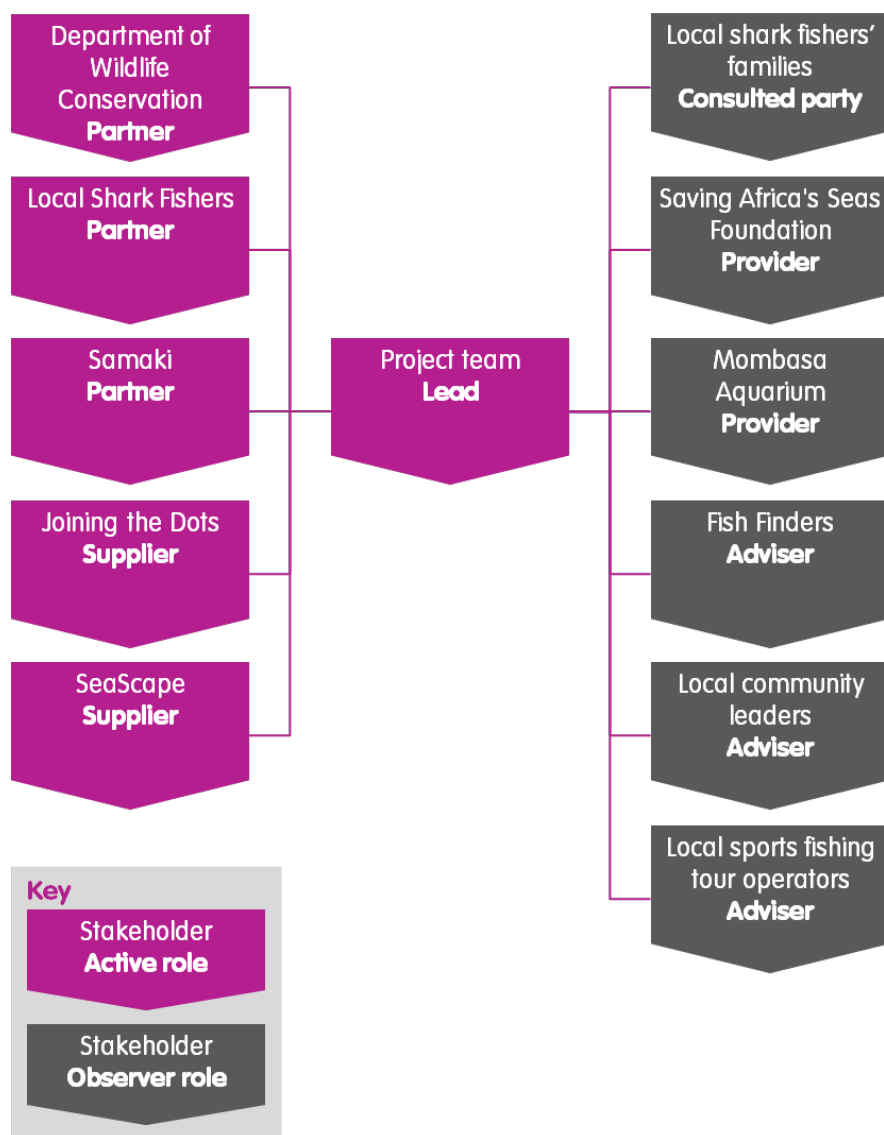 Department of
Wildlife
Conservation
Partner
Local Shark Fishers
Partner
Samaki
Partner
Joining the Dots
Supplier
SeaScape
Supplier
Project team
Lead
Local shark fishers’
families
Consulted party
Saving Africa's Seas
Foundation
Provider
Mombasa
Aquarium
Provider
Fish Finders
Adviser
Local community
leaders
Adviser
Local sports fishing
tour operators
Adviser
Key
Stakeholder
Active role
Stakeholder
Observer role